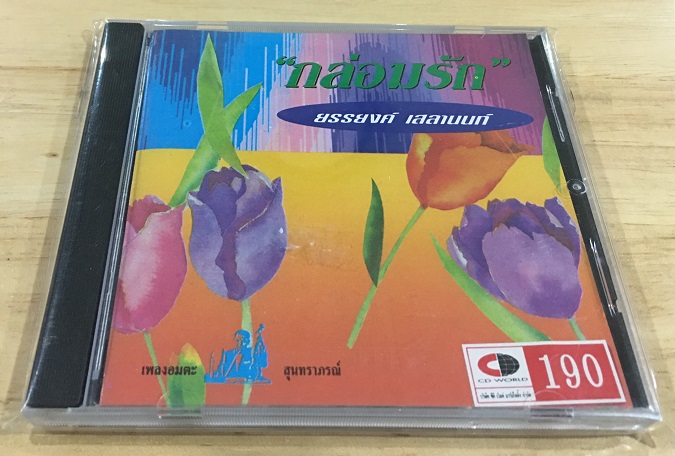 "กล่อมรัก"
ยรรยงค์ เสลานนท์
เพลงอมตะ
สุนทราภรณ์
CD WORLD
190